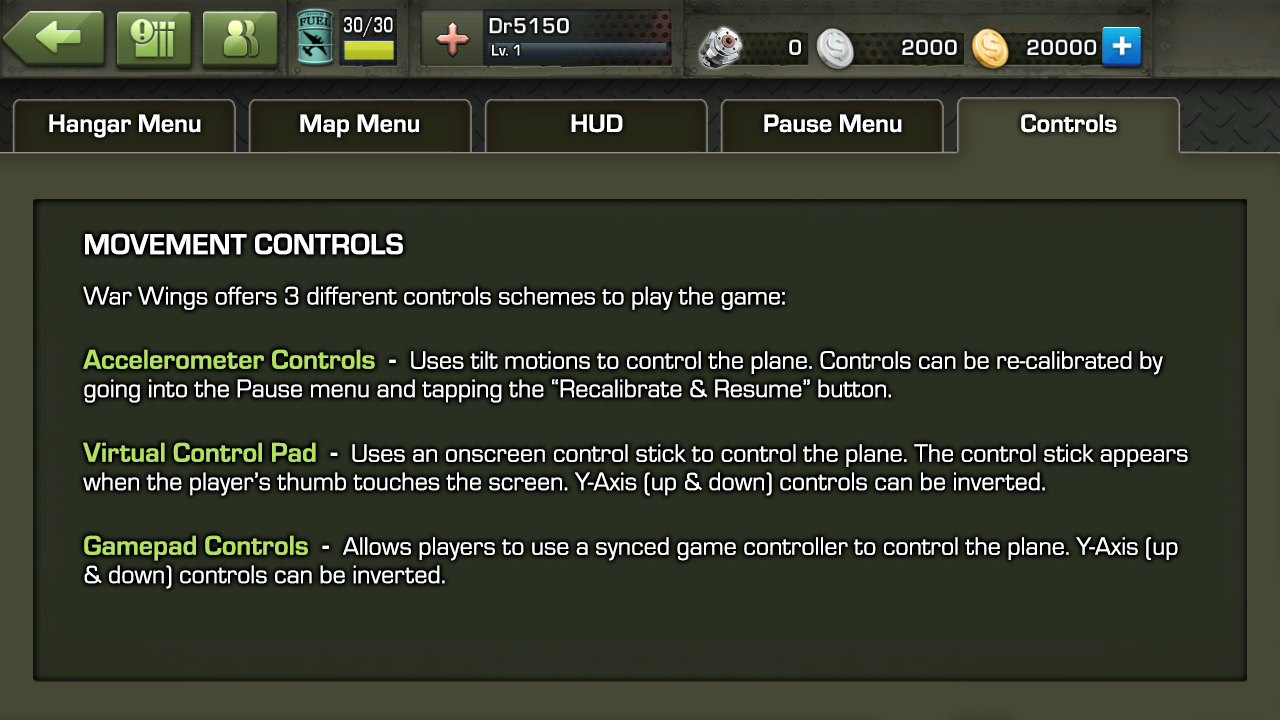 FUEL
30/30
Dr5150
Lv. 1
0
2000
20000
Hangar Menu
Map Menu
HUD
Pause Menu
Controls
MOVEMENT CONTROLS
War Wings offers 3 different controls schemes to play the game:
Accelerometer Controls - Uses tilt motions to control the plane. Controls can be re-calibrated by
going into the Pause menu and tapping the “Recalibrate & Resume” button.
Virtual Control Pad - Uses an onscreen control stick to control the plane. The control stick appears
when the player's thumb touches the screen. Y-Axis (up & down) controls can be inverted.
Gamepad Controls - Allows players to use a synced game controller to control the plane. Y-Axis (up
& down) controls can be inverted.